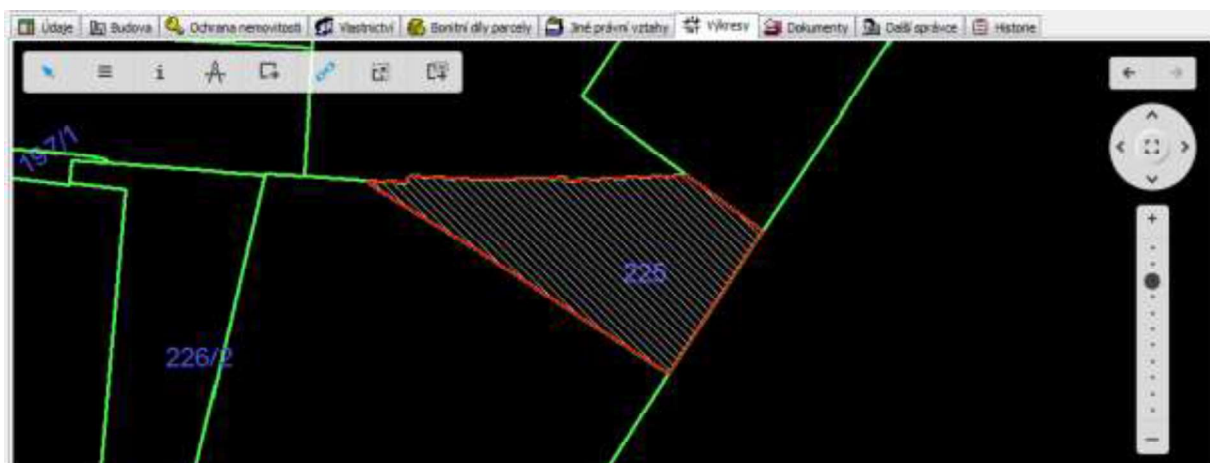 Údaje Budova Ochrana nemovitosti Vlastnictví Bonitní díly parcely Jiné právní vztahy Výkresy Dokumenty Další správce Historie
197/1
225
226/2